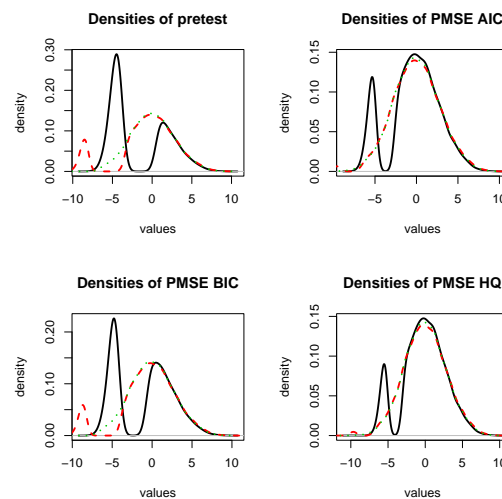 Densities of pretest
density
0.00 0.10 0.20 0.30
−10 −5 0 5 10
values
Densities of PMSE AIC
density
0.00 0.05 0.10 0.15
−5 0 5 10
values
Densities of PMSE BIC
density
0.00 0.10 0.20
−10 −5 0 5 10
values
Densities of PMSE HQ
density
0.00 0.05 0.10 0.15
−10 −5 0 5 10
values